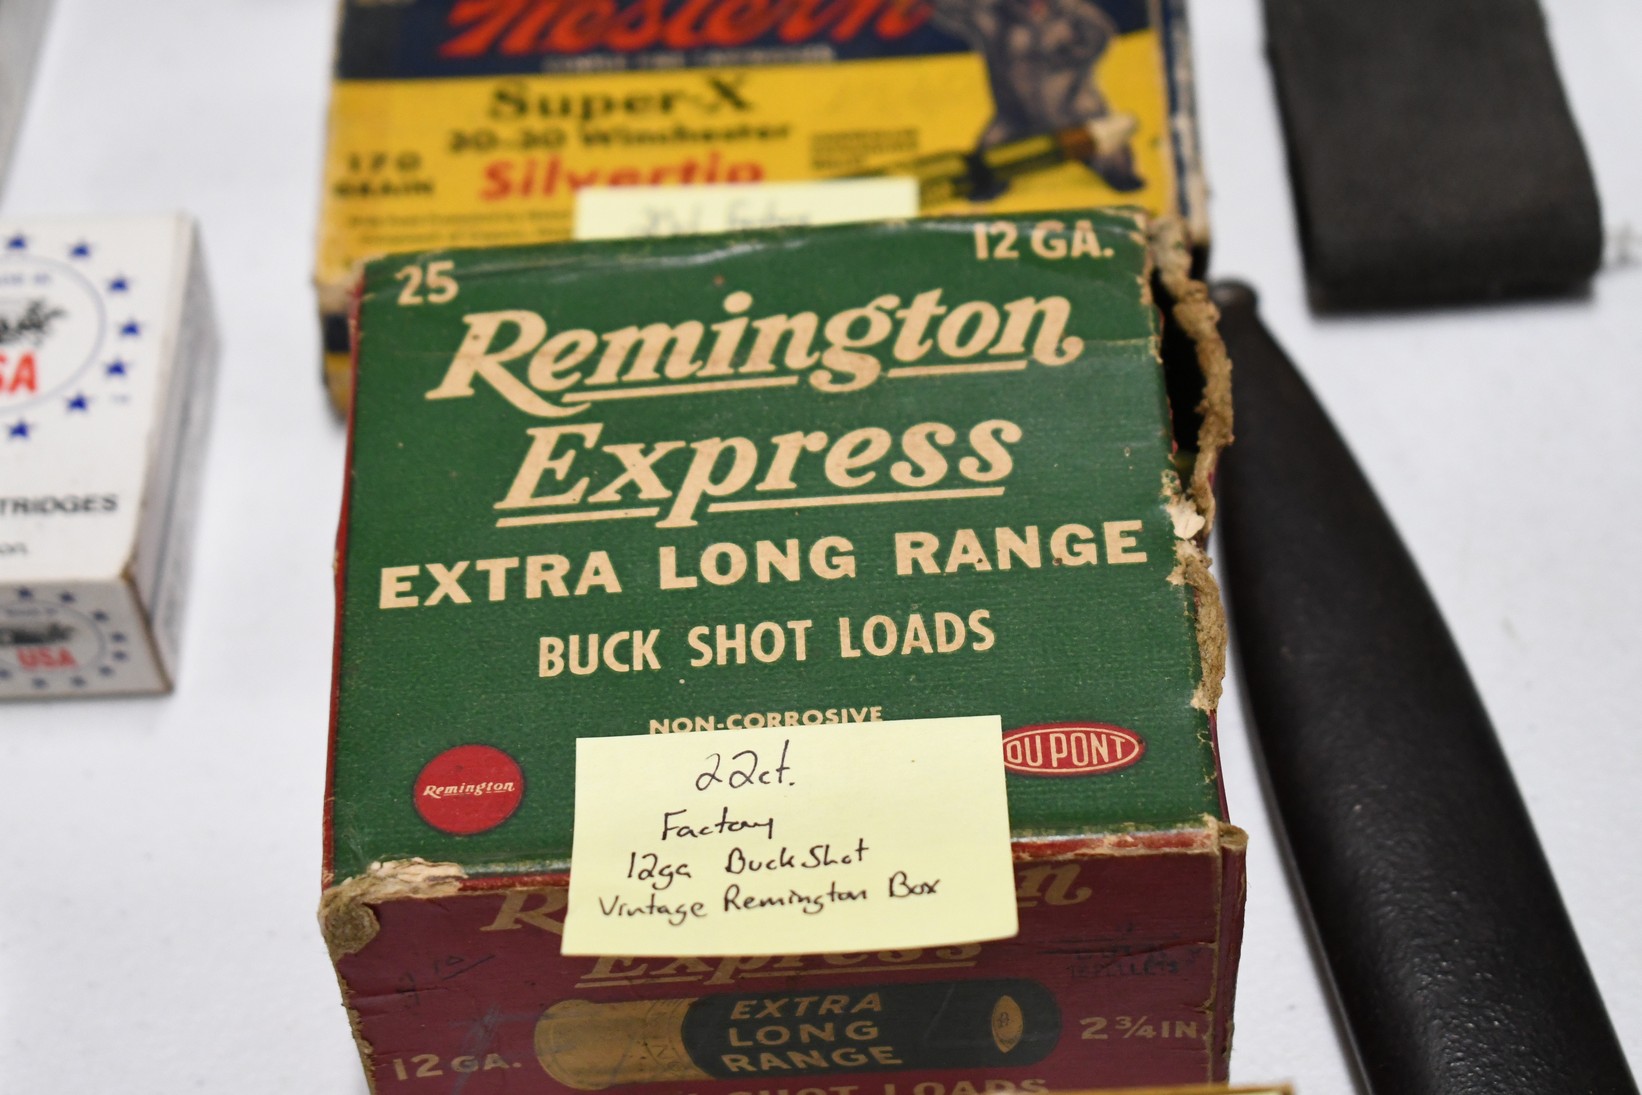 Western
Super-X
30-30 Winchester
170
GRAIN
Silvertip
25
12 GA.
Remington
Express
EXTRA LONG RANGE
BUCK SHOT LOADS
NON-CORROSIVE
Remington
DU PONT
22ct.
Factory
12ga BuckShot
Vintage Remington Box
Express
EXTRA
LONG
RANGE
12 GA.
2 3/4 IN.
SHOT LOADS
USA
TRIDGES
USA